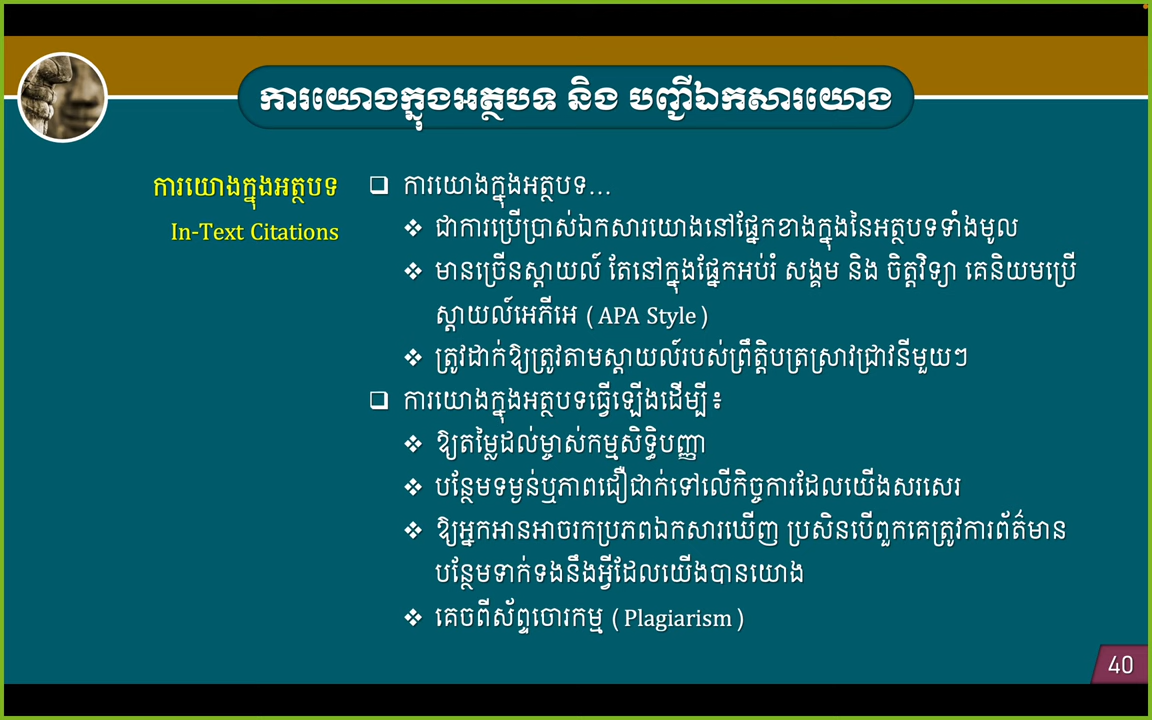 ការយោងក្នុងអត្ថបទ និង បញ្ជីឯកសារយោង
ការយោងក្នុងអត្ថបទ
In-Text Citations
ការយោងក្នុងអត្ថបទ...
ជាការប្រើប្រាស់ឯកសារយោងនៅផ្នែកខាងក្នុងនៃអត្ថបទទាំងមូល
មានច្រើនស្តាយល៍ តែនៅក្នុងផ្នែកអប់រំ សង្គម និង ចិត្តវិទ្យា គេនិយមប្រើ
ស្តាយល៍អេភីអេ (APA Style)
ត្រូវដាក់ឱ្យត្រូវតាមស្តាយល៍របស់ព្រឹត្តិបត្រស្រាវជ្រាវនីមួយៗ
ការយោងក្នុងអត្ថបទធ្វើឡើងដើម្បី៖
ឱ្យតម្លៃដល់ម្ចាស់កម្មសិទ្ធិបញ្ញា
បន្ថែមទម្ងន់ឬភាពជឿជាក់ទៅលើកិច្ចការដែលយើងសរសេរ
ឱ្យអ្នកអានអាចរកប្រភពឯកសារឃើញ ប្រសិនបើពួកគេត្រូវការព័ត៌មាន
បន្ថែមទាក់ទងនឹងអ្វីដែលយើងបានយោង
គេចពីស័ព្ទចោរកម្ម (Plagiarism)
40